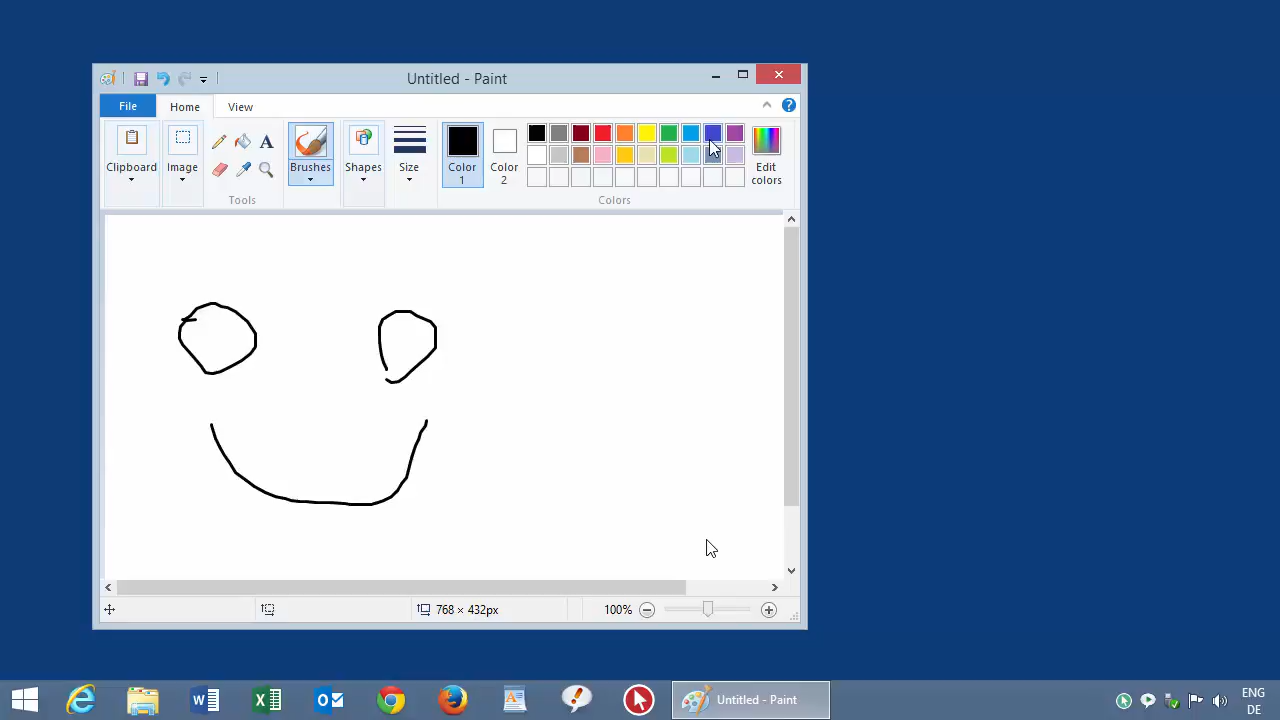 Untitled - Paint
File Home View
Clipboard
Image
Tools
Brushes
Shapes
Size
Color
1
Color
2
Edit
colors
Colors
768 × 432px
100%
Untitled - Paint
ENG
DE